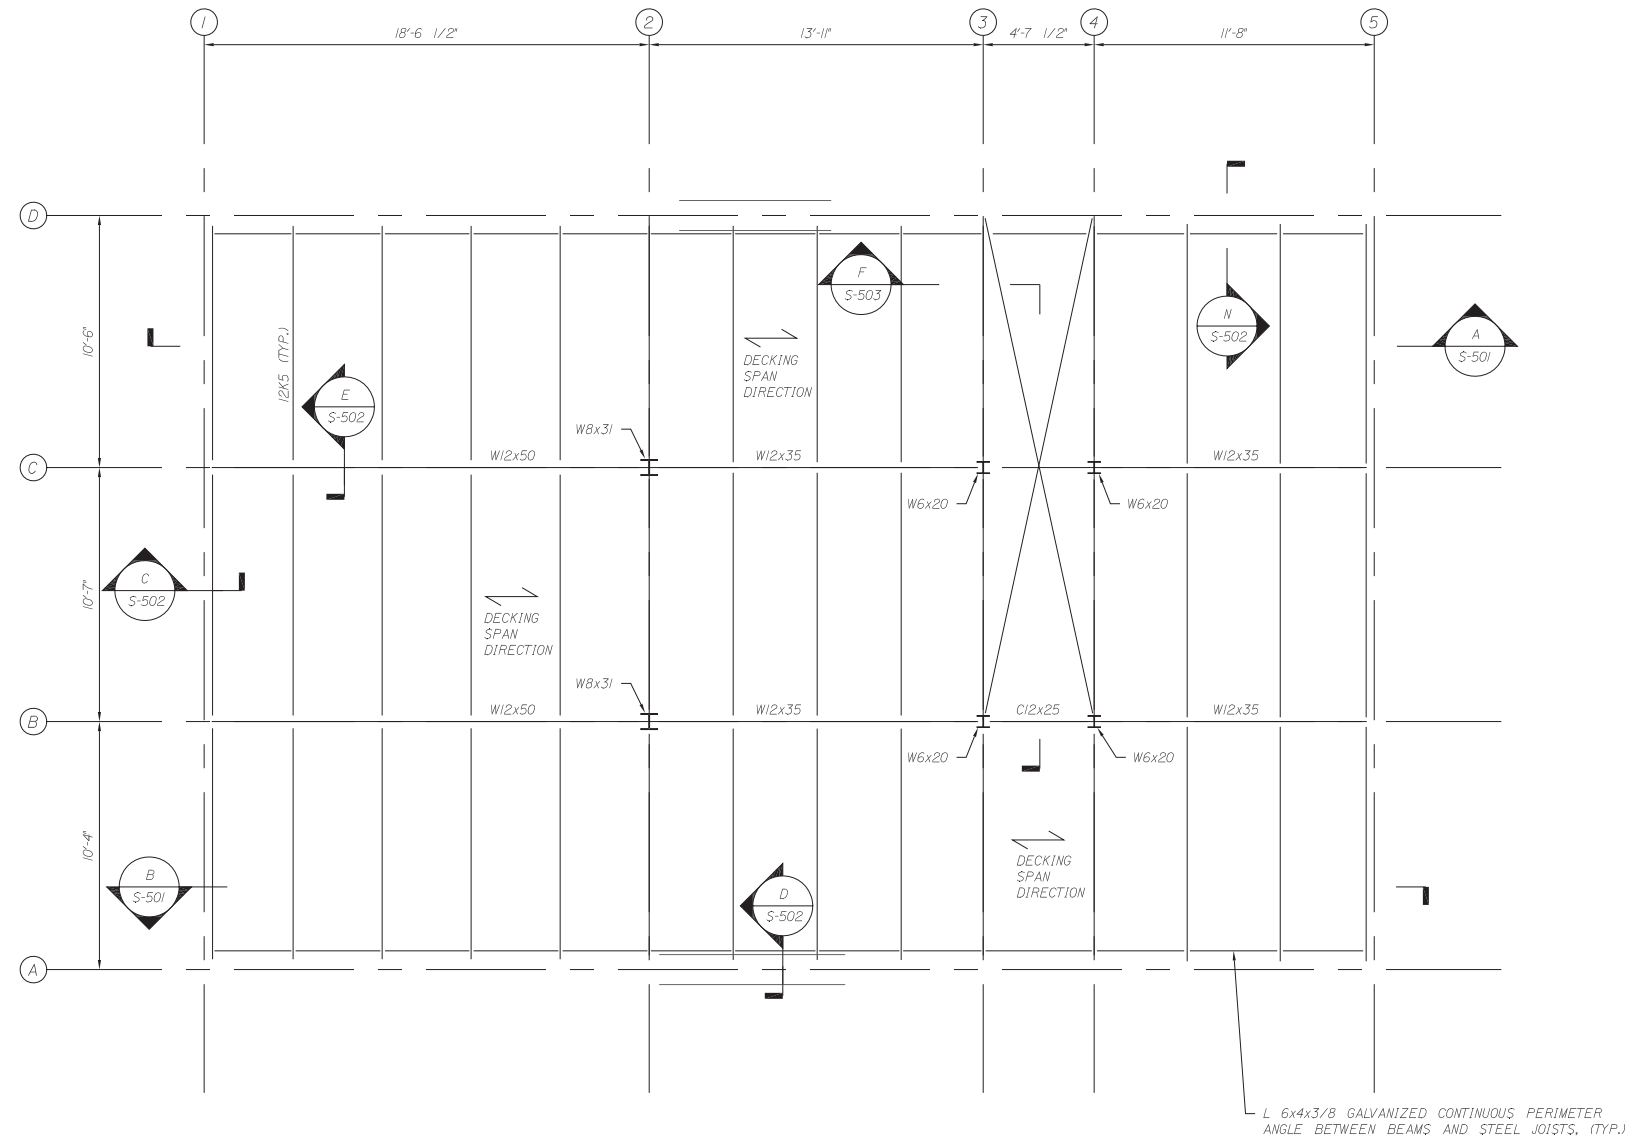 1
2
3
4
5
18'-6 1/2"
13'-11"
4'-7 1/2"
11'-8"
D
10'-6"
F
S-503
N
S-502
A
S-501
12K5 (TYP.)
DECKING
SPAN
DIRECTION
E
S-502
W8x31
C
W12x50
W12x35
W12x35
W6x20
W6x20
C
S-502
10'-7"
DECKING
SPAN
DIRECTION
W8x31
B
W12x50
W12x35
C12x25
W12x35
W6x20
W6x20
10'-4"
B
S-501
D
S-502
DECKING
SPAN
DIRECTION
A
L 6x4x3/8 GALVANIZED CONTINUOUS PERIMETER
ANGLE BETWEEN BEAMS AND STEEL JOISTS, (TYP.)